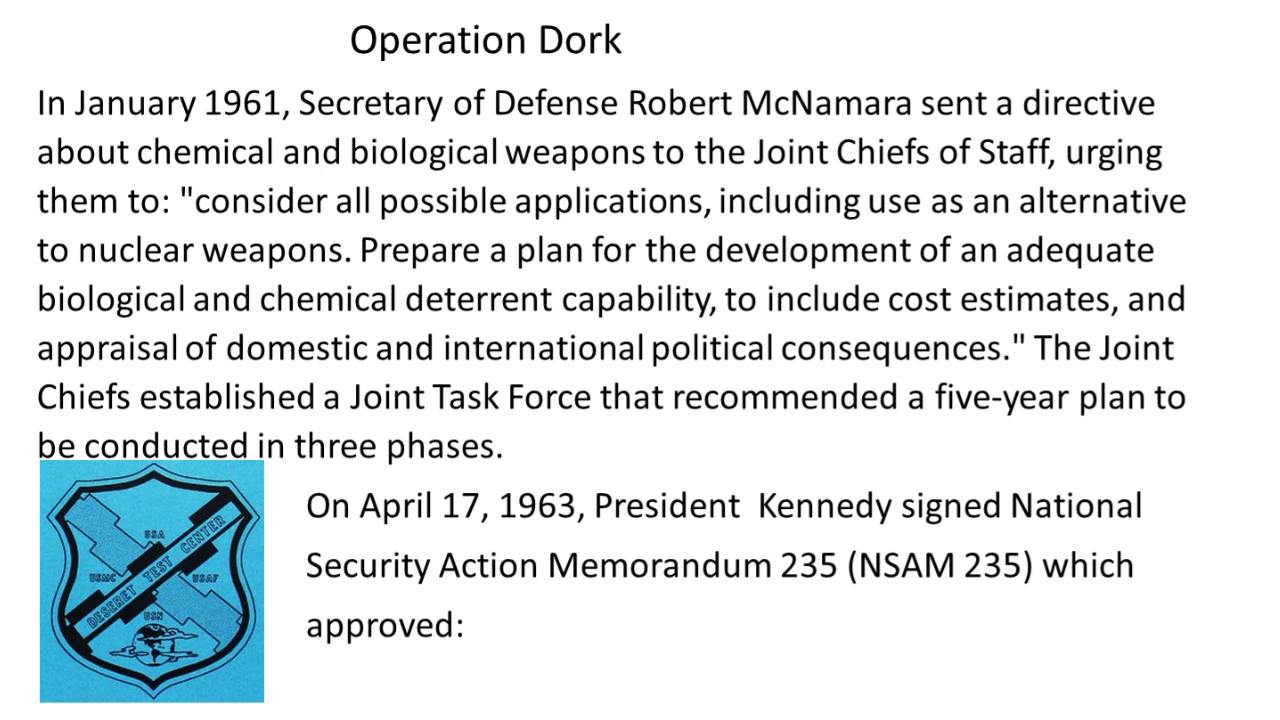 Operation Dork
In January 1961, Secretary of Defense Robert McNamara sent a directive
about chemical and biological weapons to the Joint Chiefs of Staff, urging
them to: "consider all possible applications, including use as an alternative
to nuclear weapons. Prepare a plan for the development of an adequate
biological and chemical deterrent capability, to include cost estimates, and
appraisal of domestic and international political consequences." The Joint
Chiefs established a Joint Task Force that recommended a five-year plan to
be conducted in three phases.
On April 17, 1963, President Kennedy signed National
Security Action Memorandum 235 (NSAM 235) which
approved:
USA
USMC
DESERET TEST CENTER
USAF
USN